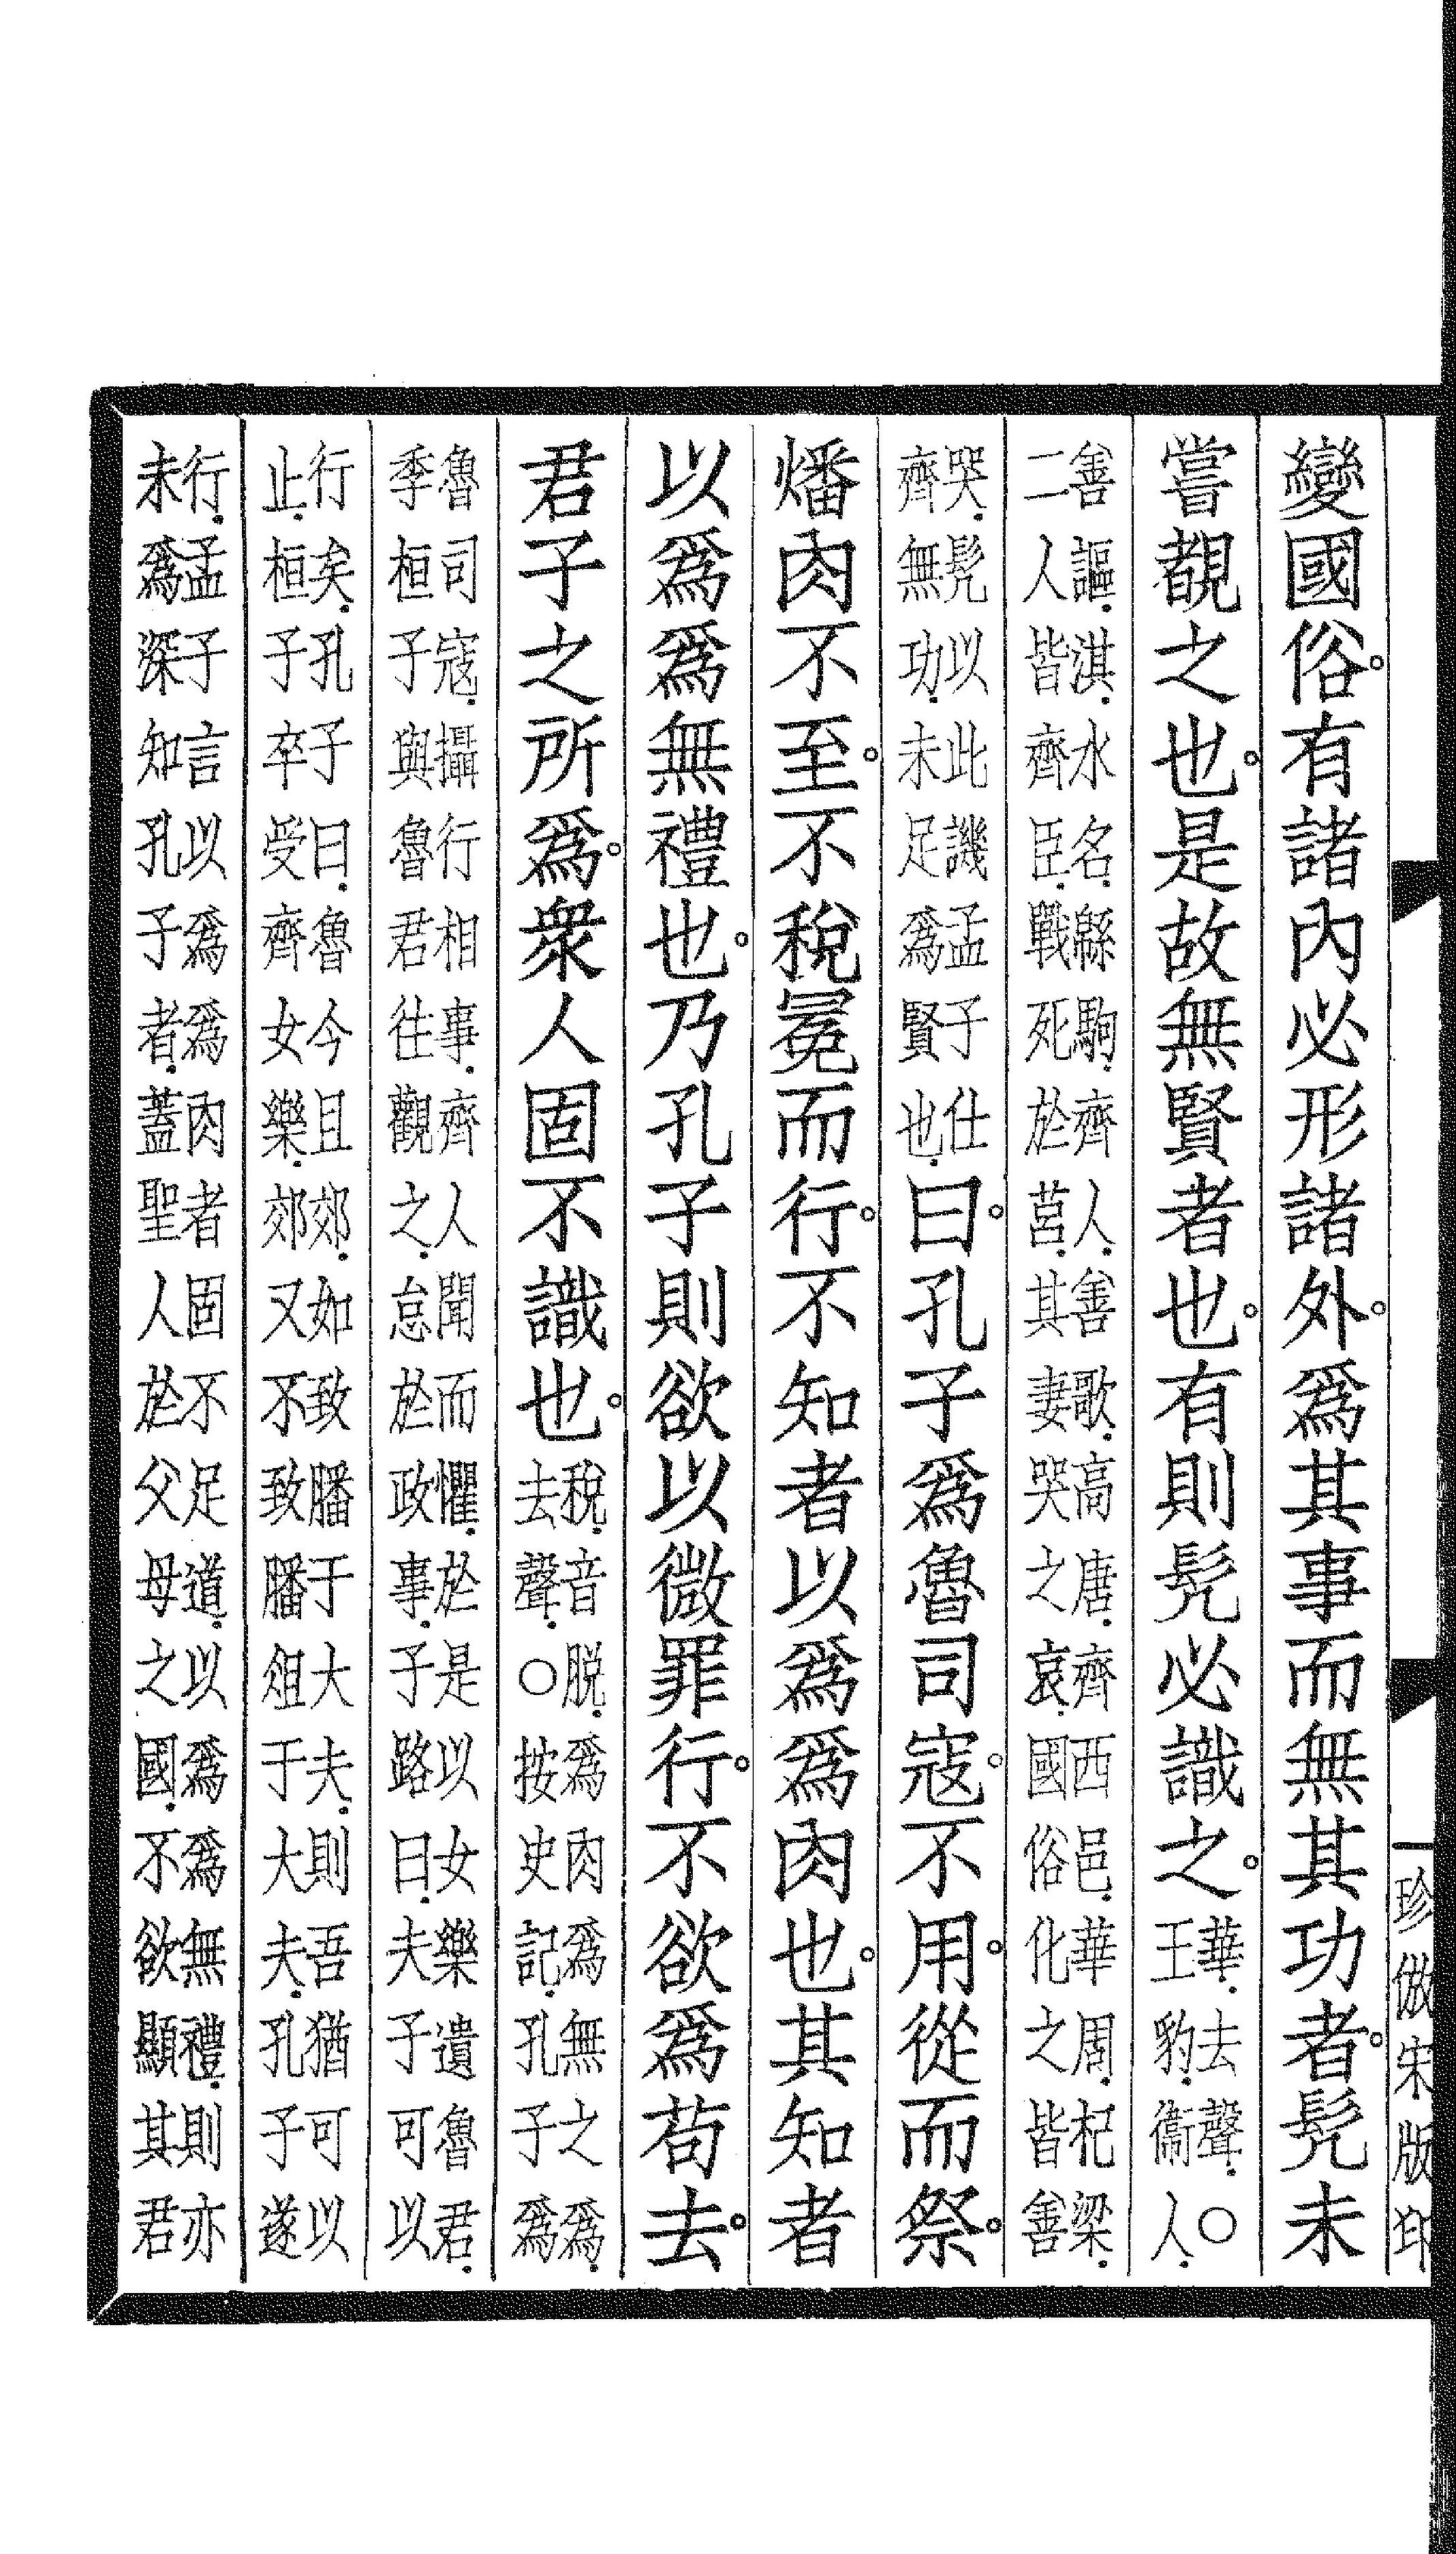 珍倣宋版印
變國俗。有諸內必形諸外。爲其事而無其功者。髡未
嘗覩之也。是故無賢者也。有則髡必識之。華.去聲.○
王豹.衞人.
善謳.淇.水名.緜駒.齊人.善歌.高唐.齊西邑.華周.杞梁.
二人皆齊臣.戰死於莒.其妻哭之哀.國俗化之皆善
哭.髡以此譏孟子仕
齊無功.未足爲賢也.曰。孔子爲魯司寇。不用。從而祭。
燔肉不至。不稅冕而行。不知者以爲爲肉也。其知者
以爲爲無禮也。乃孔子則欲以微罪行。不欲爲苟去。
君子之所爲。衆人固不識也。稅.音脫.爲肉爲無之爲.
去聲.○按史記.孔子爲
魯司寇.攝行相事.齊人聞而懼.於是以女樂遺魯君.
季桓子與魯君往觀之.怠於政事.子路曰.夫子可以
行矣.孔子曰.魯今且郊.如致膰于大夫.則吾猶可以
止.桓子卒受齊女樂.郊又不致膰俎于大夫.孔子遂
行.孟子言以爲爲肉者固不足道.以爲爲無禮.則亦
未爲深知孔子者.蓋聖人於父母之國.不欲顯其君